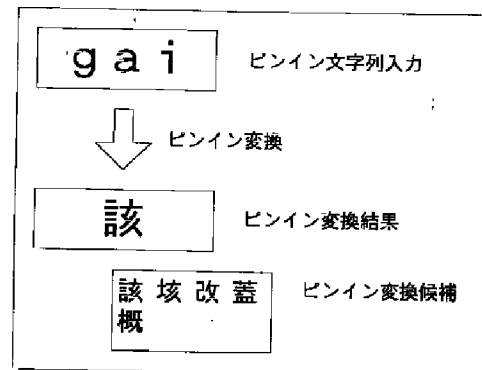 gai ピンイン文字列入力
ピンイン変換
該 ピンイン変換結果
該垓改蓋 ピンイン変換候補
概